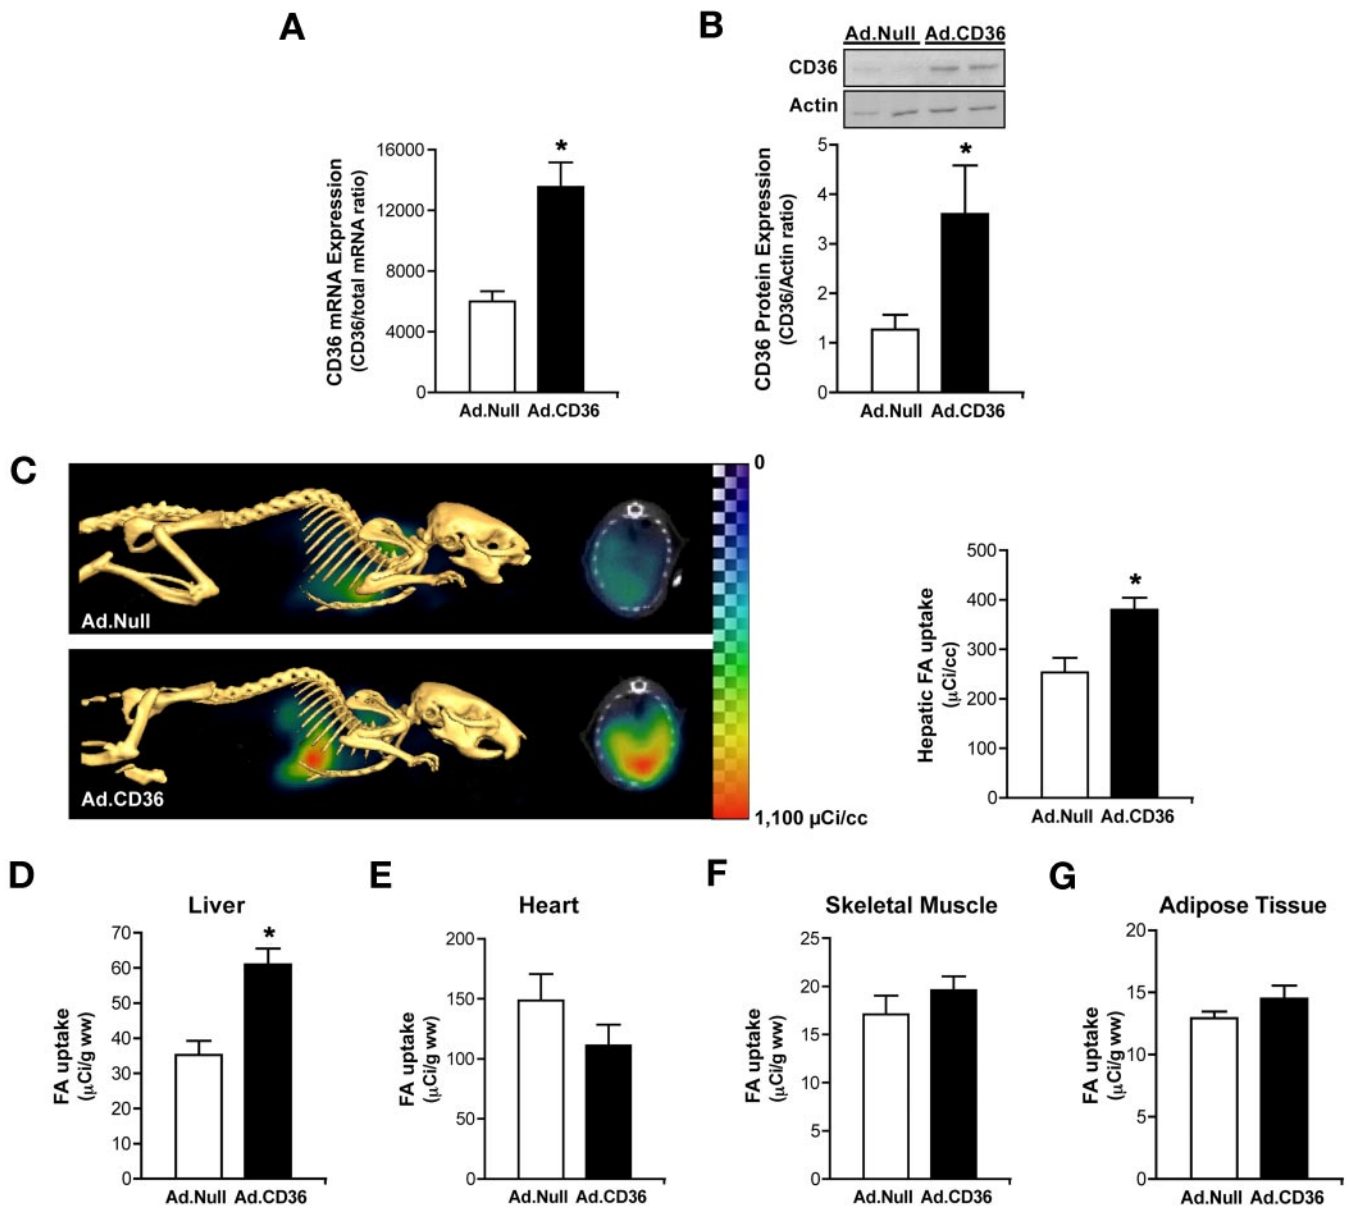 A
CD36 mRNA Expression
(CD36/total mRNA ratio)
16000
12000
8000
4000
0
*
Ad.Null Ad.CD36
B
Ad.Null Ad.CD36
CD36
Actin
CD36 Protein Expression
(CD36/Actin ratio)
5
4
3
2
1
0
*
Ad.Null Ad.CD36
C
Ad.Null
Ad.CD36
0
1,100 µCi/cc
Hepatic FA uptake
(µCi/cc)
500
400
300
200
100
0
*
Ad.Null Ad.CD36
D
Liver
FA uptake
(µCi/g ww)
70
60
50
40
30
20
10
0
*
Ad.Null Ad.CD36
E
Heart
FA uptake
(µCi/g ww)
200
150
100
50
0
Ad.Null Ad.CD36
F
Skeletal Muscle
FA uptake
(µCi/g ww)
25
20
15
10
5
0
Ad.Null Ad.CD36
G
Adipose Tissue
FA uptake
(µCi/g ww)
20
15
10
5
0
Ad.Null Ad.CD36